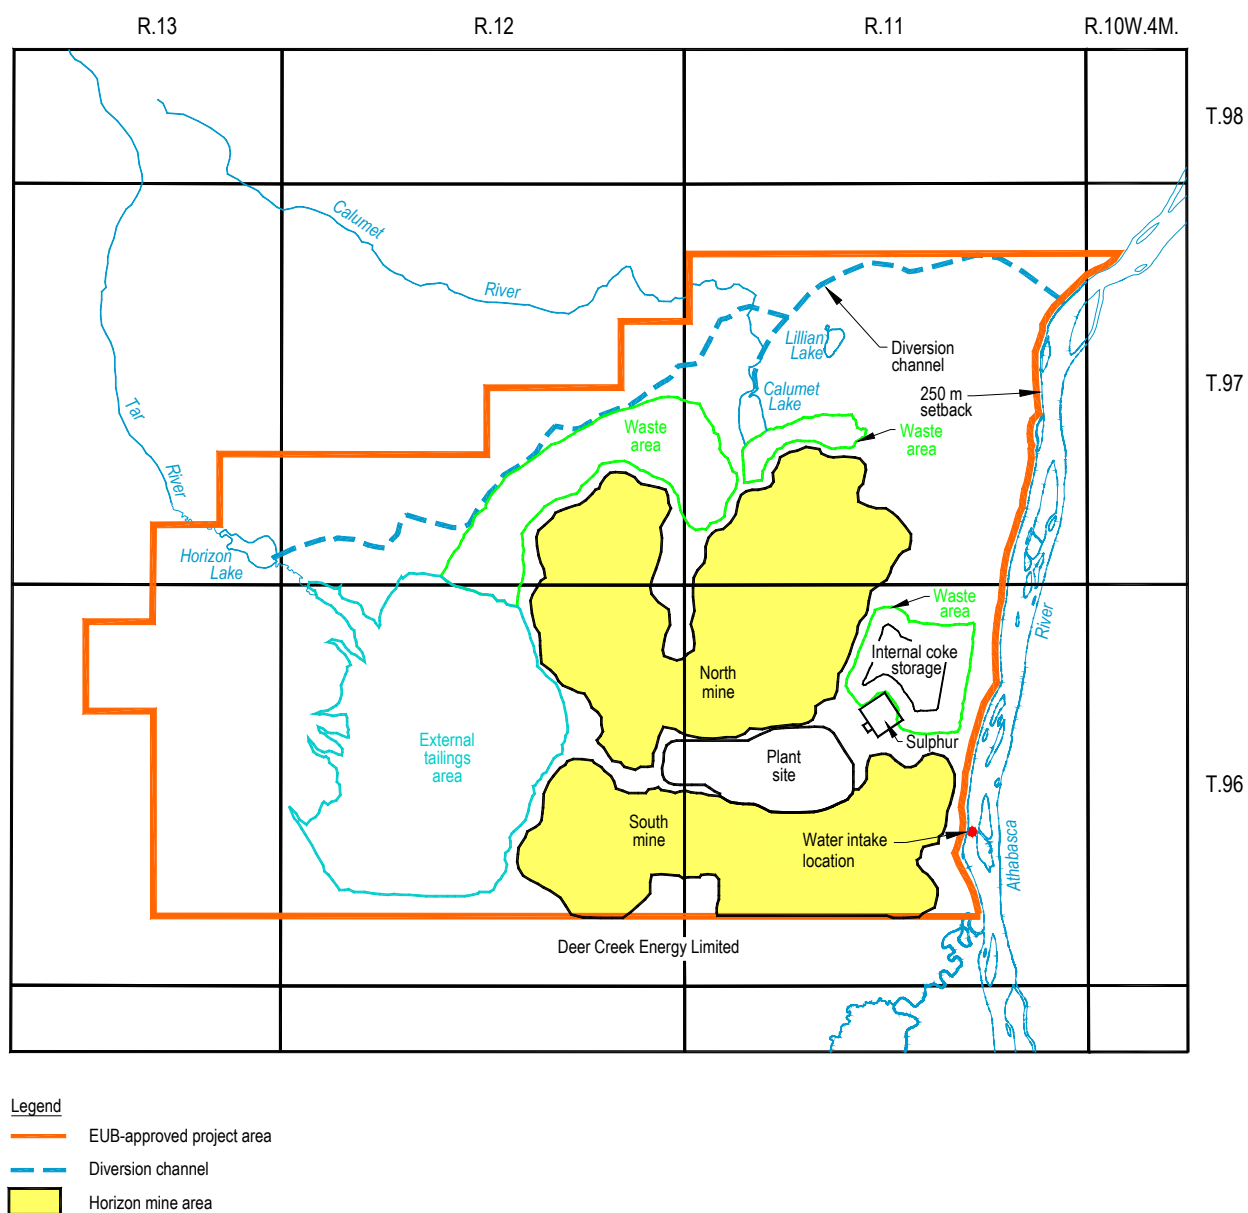 R.13
R.12
R.11
R.10W.4M.
T.98
Calumet
River
Lillian
Lake
Diversion
channel
T.97
250 m
setback
Calumet
Lake
Tar
River
Waste
area
Waste
area
Horizon
Lake
Waste
area
River
Internal coke
storage
North
mine
External
tailings
area
Sulphur
Plant
site
T.96
South
mine
Water intake
location
Athabasca
Deer Creek Energy Limited
Legend
EUB-approved project area
Diversion channel
Horizon mine area